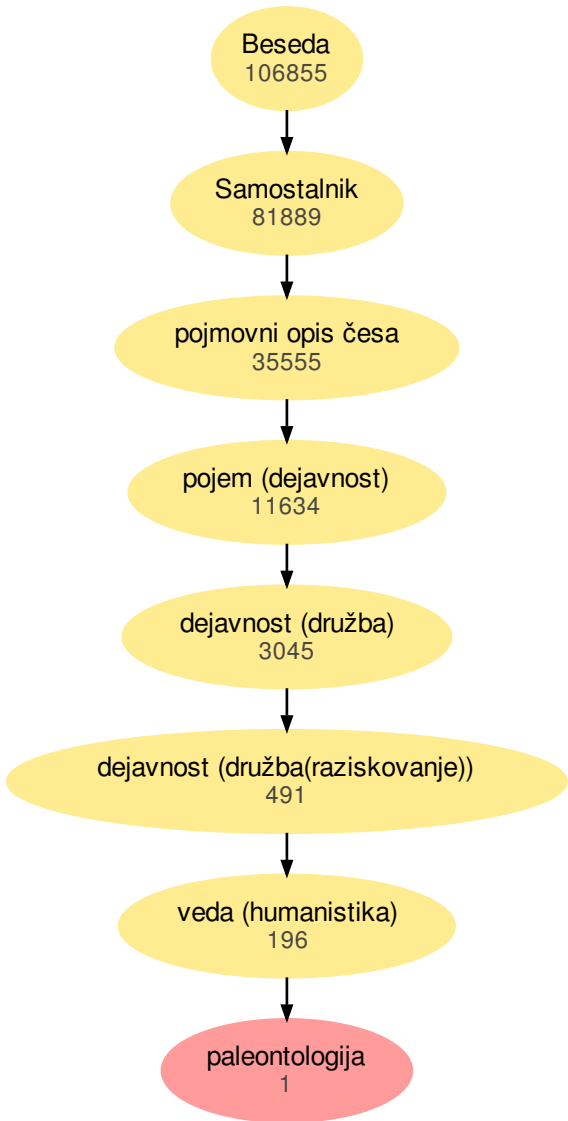 Beseda
106855
Samostalnik
81889
pojmovni opis česa
35555
pojem (dejavnost)
11634
dejavnost (družba)
3045
dejavnost (družba(raziskovanje))
491
veda (humanistika)
196
paleontologija
1